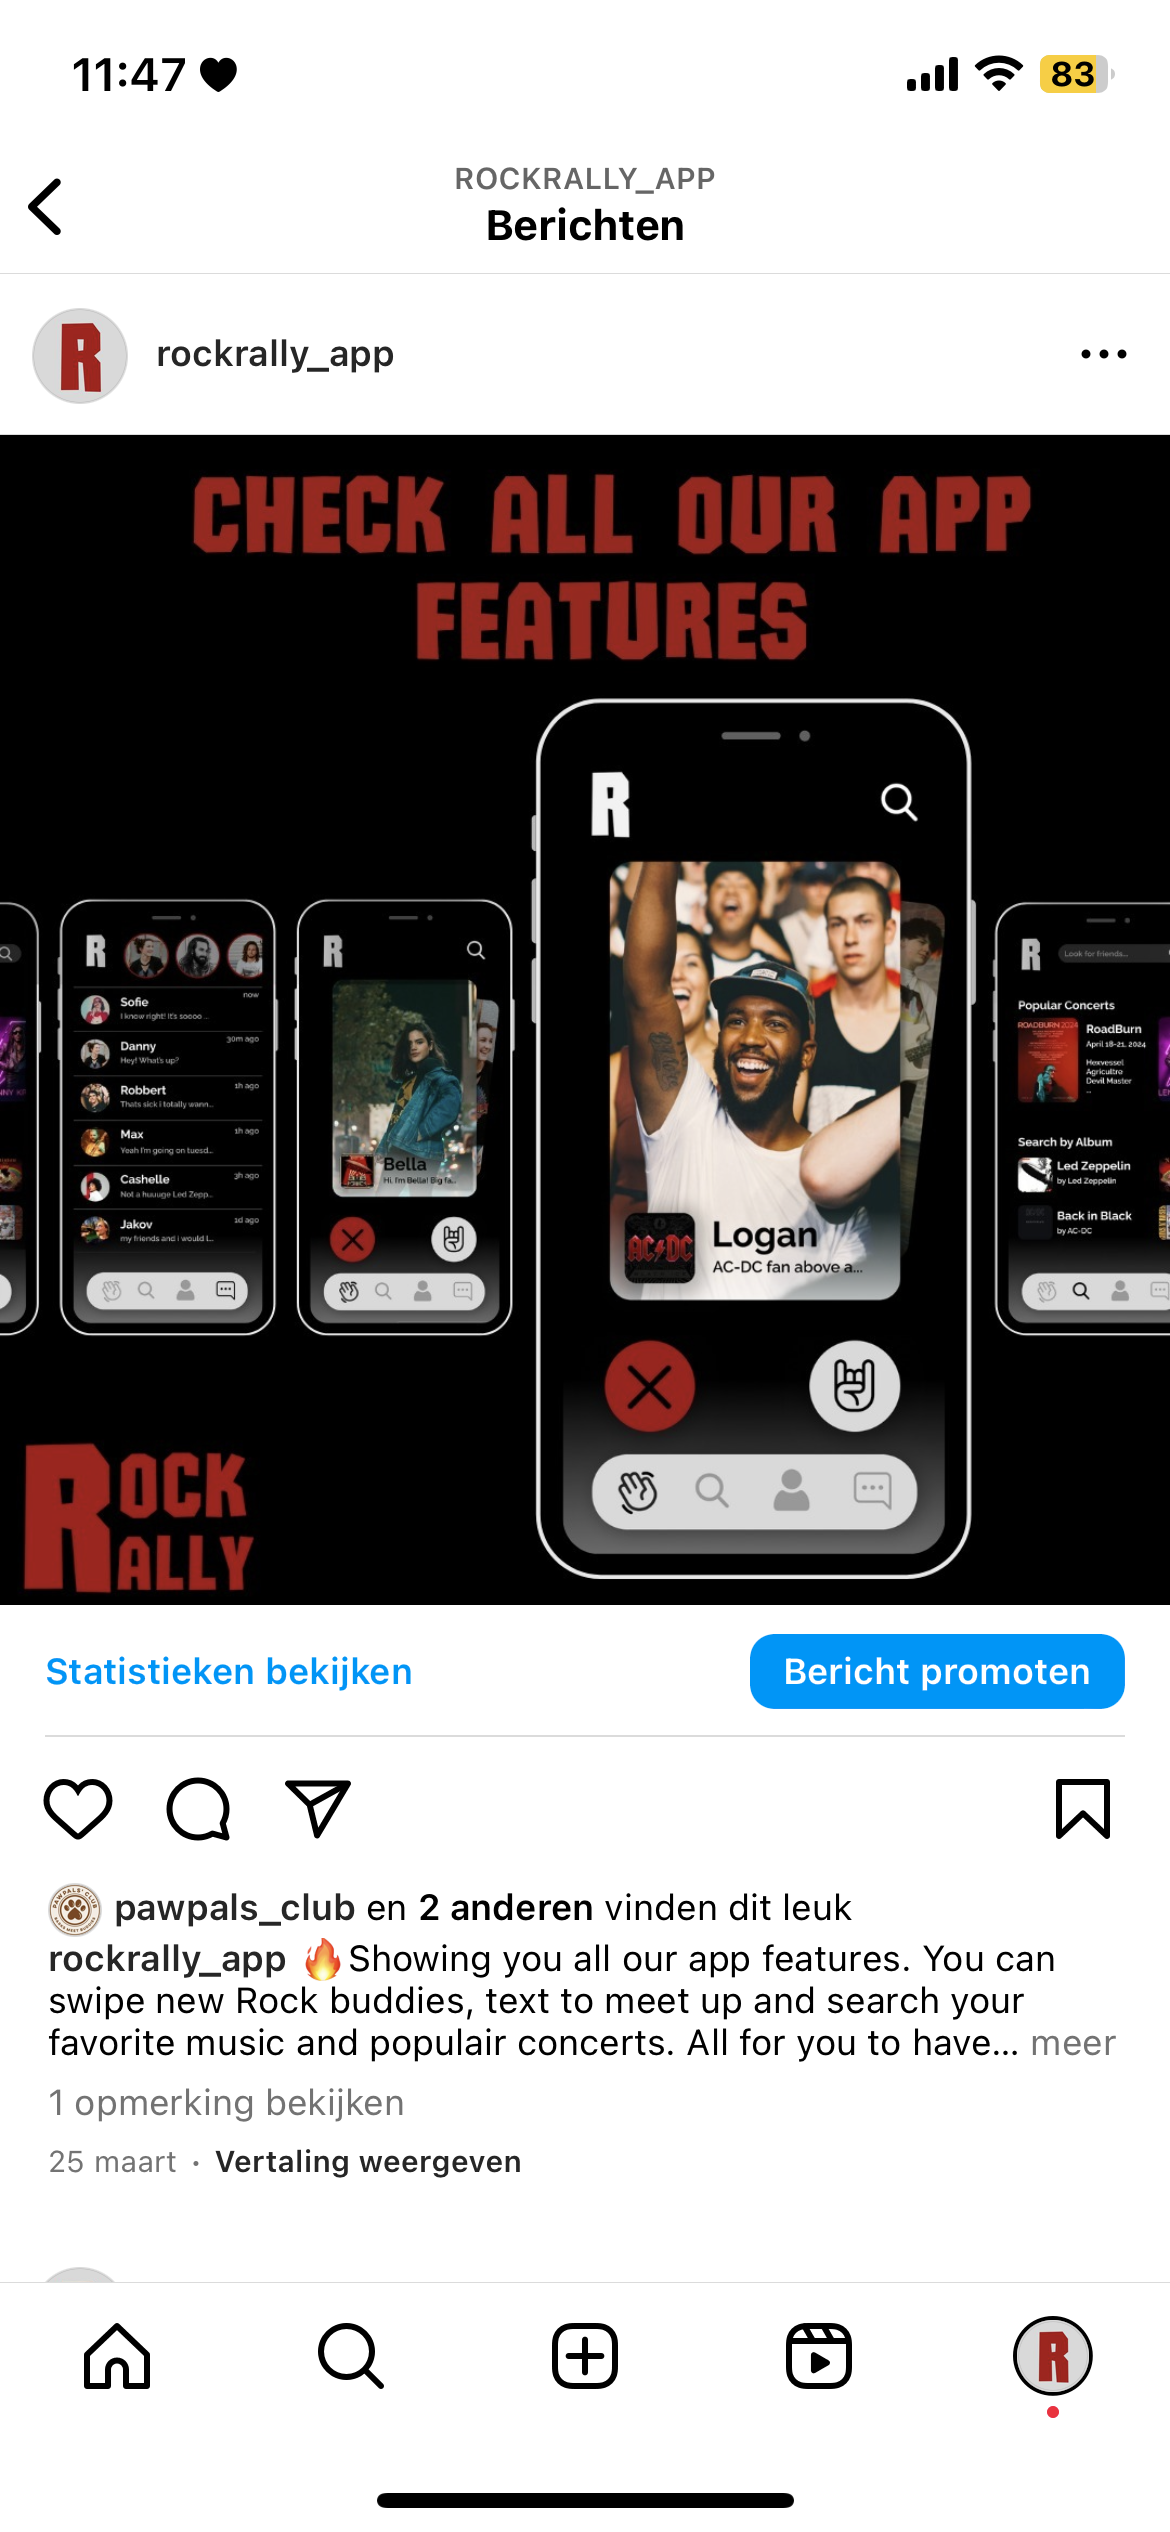 11:47
83
ROCKRALLY_APP
Berichten
rockrally_app
CHECK ALL OUR APP
FEATURES
R
Sofie
now
I know right! It's soooo ...
Danny
30m ago
Hey! What's up?
Robbert
1h ago
Thats sick i totally wann...
Max
1h ago
Yeah I'm going on tuesd...
Cashelle
3h ago
Not a huuuge Led Zepp...
Jakov
1d ago
my friends and i would l...
R
Bella
Hi, I'm Bella! Big fa...
R
AC DC
Logan
AC-DC fan above a...
R
Look for friends...
Popular Concerts
ROADBURN 2024
RoadBurn
April 18-21, 2024
Hexvessel
Agricultre
Devil Master
..
Search by Album
Led Zeppelin
by Led Zeppelin
Back in Black
by AC-DC
ROCK
RALLY
Statistieken bekijken
Bericht promoten
pawpals_club en 2 anderen vinden dit leuk
rockrally_app 🔥Showing you all our app features. You can
swipe new Rock buddies, text to meet up and search your
favorite music and populair concerts. All for you to have... meer
1 opmerking bekijken
25 maart · Vertaling weergeven
R